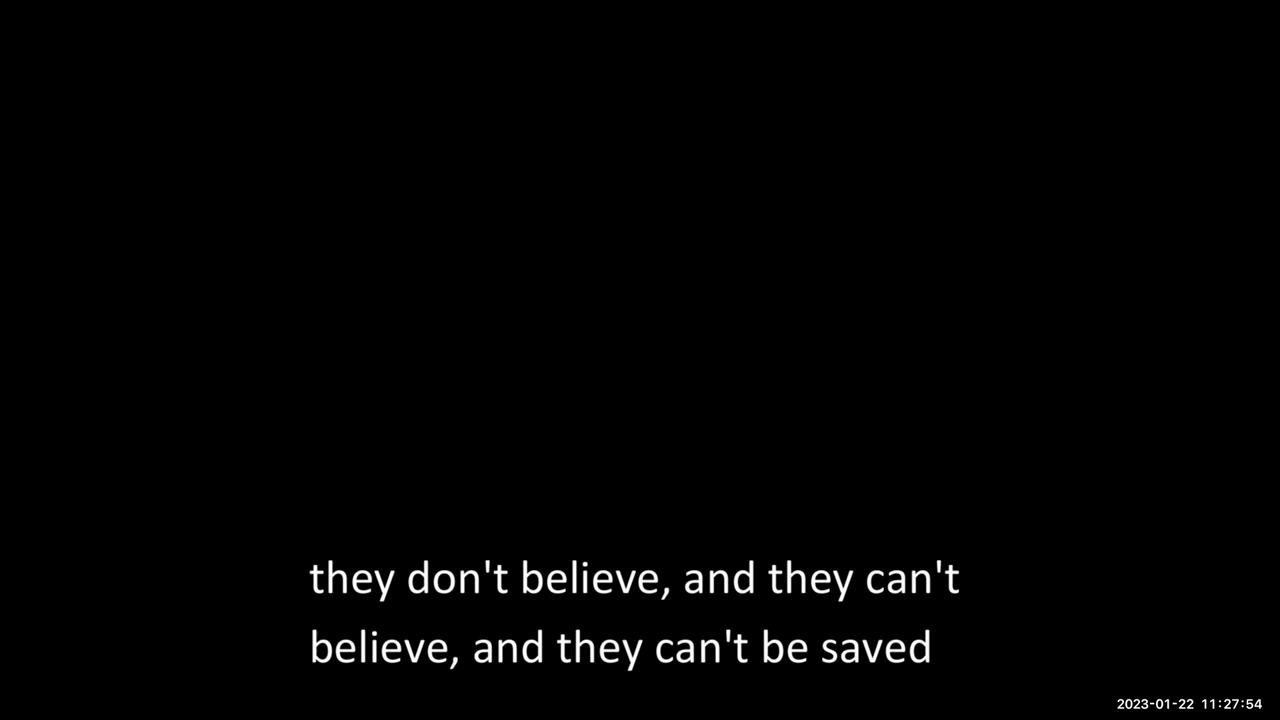 they don't believe, and they can't
believe, and they can't be saved
2023-01-22 11:27:54